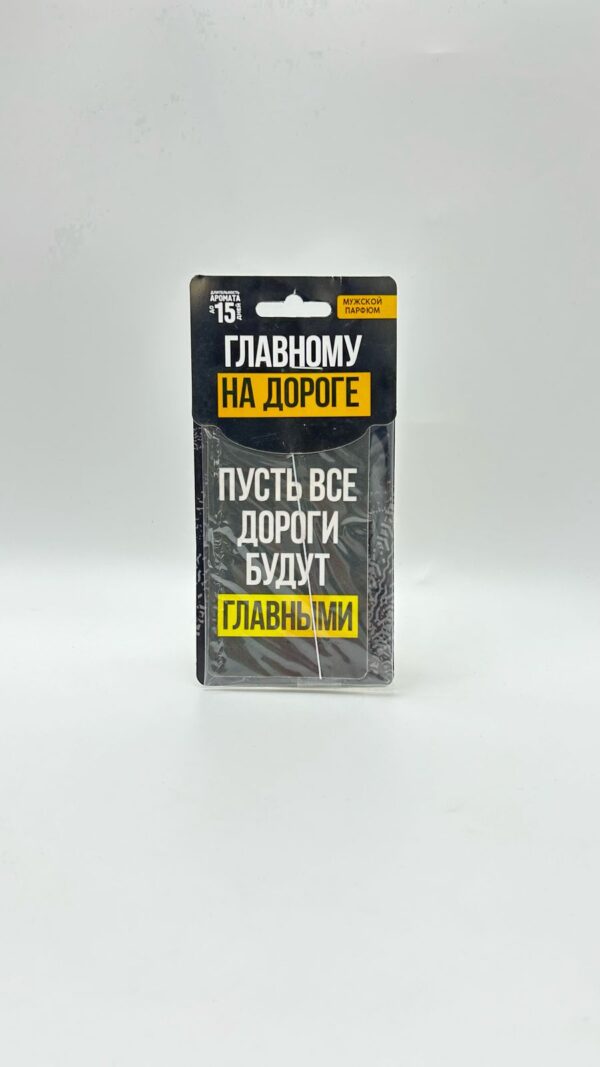 ДЛИТЕЛЬНОСТЬ
АРОМАТА
ДО 15 ДНЕЙ
МУЖСКОЙ
ПАРФЮМ
ГЛАВНОМУ
НА ДОРОГЕ
ПУСТЬ ВСЕ
ДОРОГИ
БУДУТ
ГЛАВНЫМИ